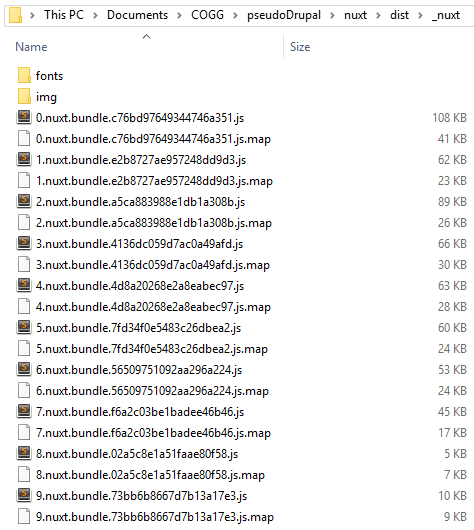 This PC > Documents > COGG > pseudoDrupal > nuxt > dist > _nuxt
Name Size
fonts
img
0.nuxt.bundle.c76bd97649344746a351.js 108 KB
0.nuxt.bundle.c76bd97649344746a351.js.map 41 KB
1.nuxt.bundle.e2b8727ae957248dd9d3.js 62 KB
1.nuxt.bundle.e2b8727ae957248dd9d3.js.map 23 KB
2.nuxt.bundle.a5ca883988e1db1a308b.js 89 KB
2.nuxt.bundle.a5ca883988e1db1a308b.js.map 26 KB
3.nuxt.bundle.4136dc059d7ac0a49afd.js 66 KB
3.nuxt.bundle.4136dc059d7ac0a49afd.js.map 30 KB
4.nuxt.bundle.4d8a20268e2a8eabec97.js 63 KB
4.nuxt.bundle.4d8a20268e2a8eabec97.js.map 28 KB
5.nuxt.bundle.7fd34f0e5483c26dbea2.js 60 KB
5.nuxt.bundle.7fd34f0e5483c26dbea2.js.map 24 KB
6.nuxt.bundle.56509751092aa296a224.js 53 KB
6.nuxt.bundle.56509751092aa296a224.js.map 24 KB
7.nuxt.bundle.f6a2c03be1badee46b46.js 45 KB
7.nuxt.bundle.f6a2c03be1badee46b46.js.map 17 KB
8.nuxt.bundle.02a5c8e1a51faae80f58.js 5 KB
8.nuxt.bundle.02a5c8e1a51faae80f58.js.map 7 KB
9.nuxt.bundle.73bb6b8667d7b13a17e3.js 10 KB
9.nuxt.bundle.73bb6b8667d7b13a17e3.js.map 9 KB